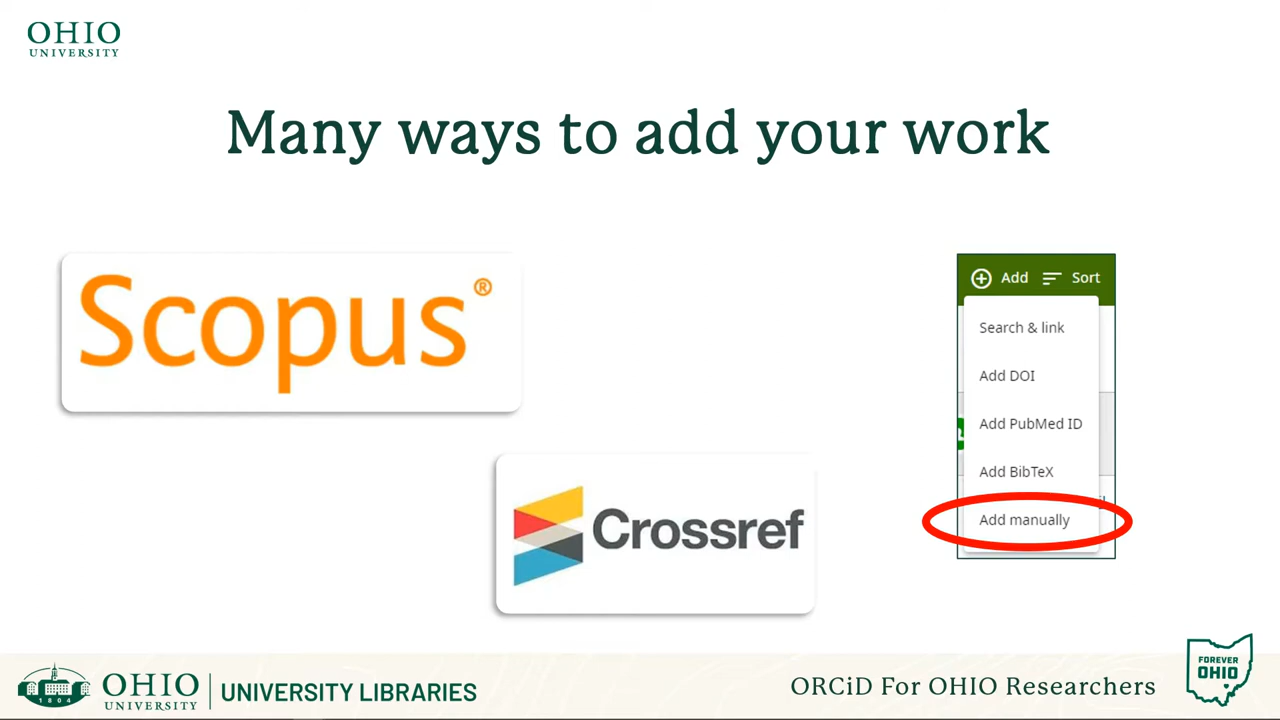 OHIO
UNIVERSITY
Many ways to add your work
Scopus®
Crossref
Add Sort
Search & link
Add DOI
Add PubMed ID
Add BibTeX
Add manually
1804
OHIO
UNIVERSITY
UNIVERSITY LIBRARIES
ORCiD For OHIO Researchers
FOREVER
OHIO